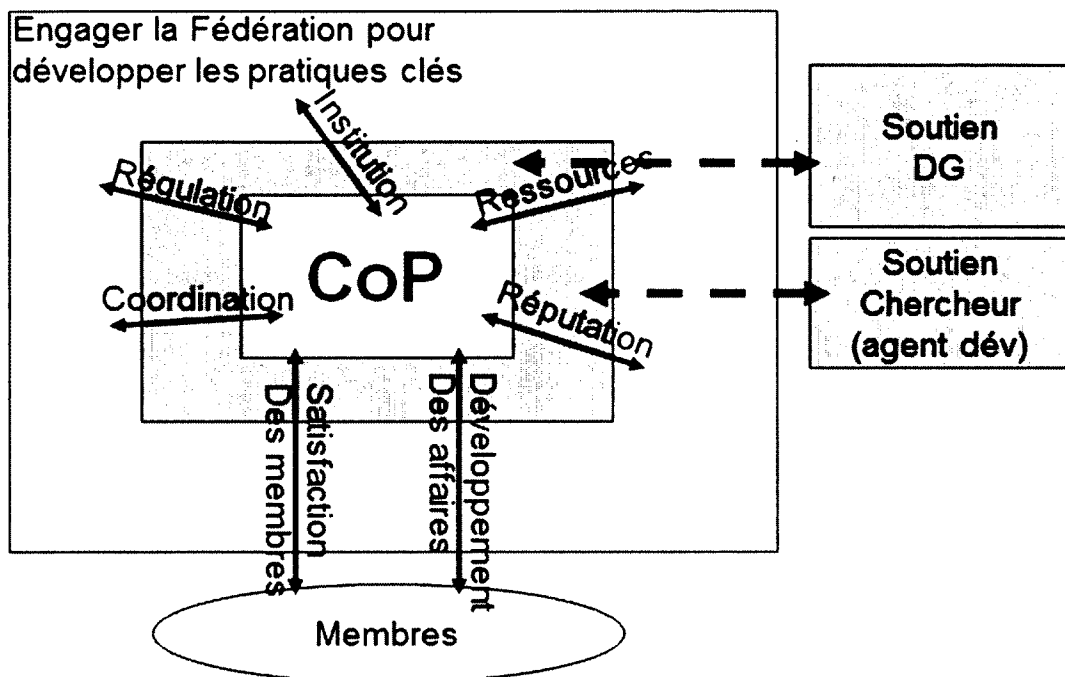 Engager la Fédération pour
développer les pratiques clés
Institution
Régulation
Ressources
Soutien
DG
CoP
Coordination
Réputation
Soutien
Chercheur
(agent dév)
Satisfaction
Des membres
Développement
Des affaires
Membres